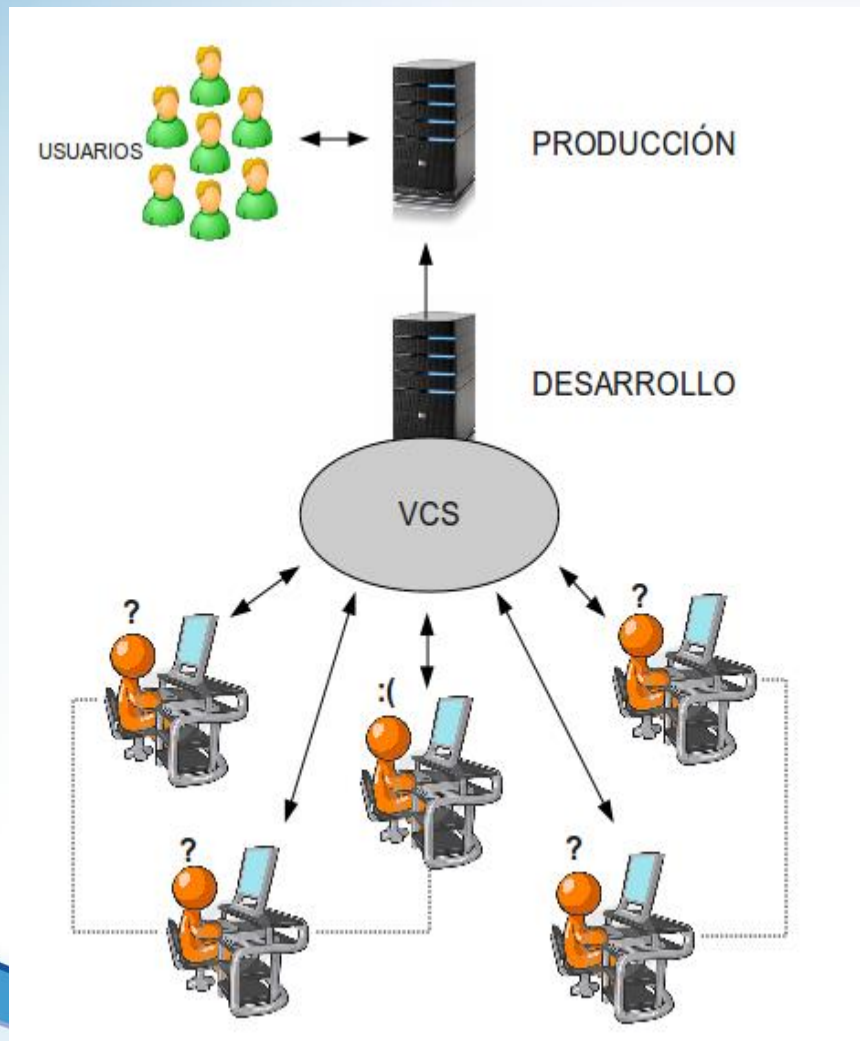 USUARIOS
PRODUCCIÓN
DESARROLLO
VCS
?
?
:(
?
?